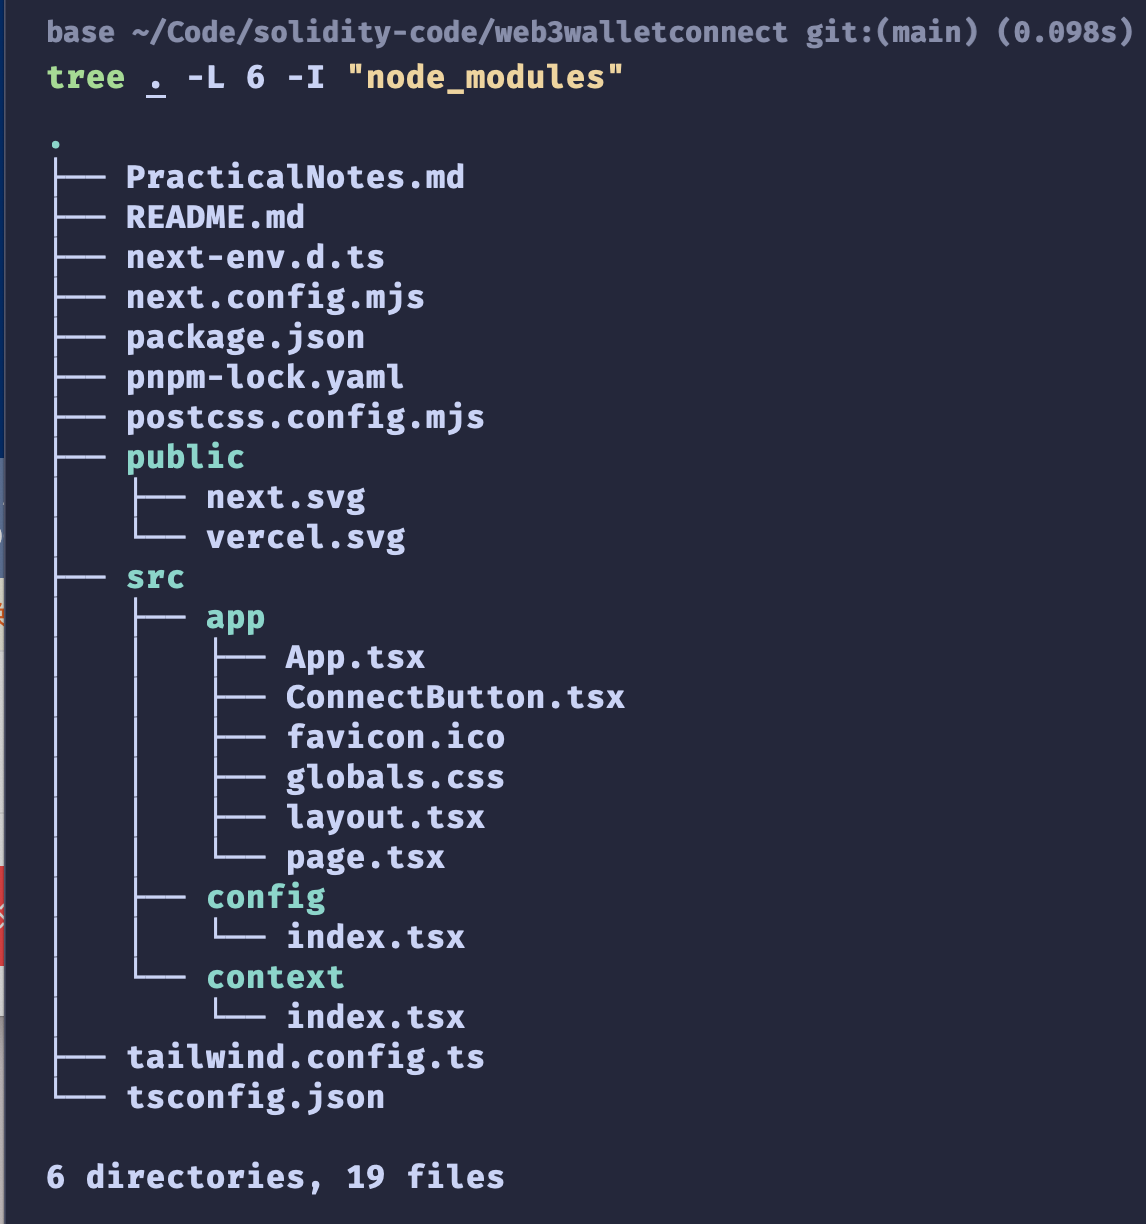 base ~/Code/solidity-code/web3walletconnect git:(main) (0.098s)
tree . -L 6 -I "node_modules"
.
├── PracticalNotes.md
├── README.md
├── next-env.d.ts
├── next.config.mjs
├── package.json
├── pnpm-lock.yaml
├── postcss.config.mjs
├── public
│   ├── next.svg
│   └── vercel.svg
├── src
│   ├── app
│   │   ├── App.tsx
│   │   ├── ConnectButton.tsx
│   │   ├── favicon.ico
│   │   ├── globals.css
│   │   ├── layout.tsx
│   │   └── page.tsx
│   ├── config
│   │   └── index.tsx
│   └── context
│       └── index.tsx
├── tailwind.config.ts
└── tsconfig.json
6 directories, 19 files